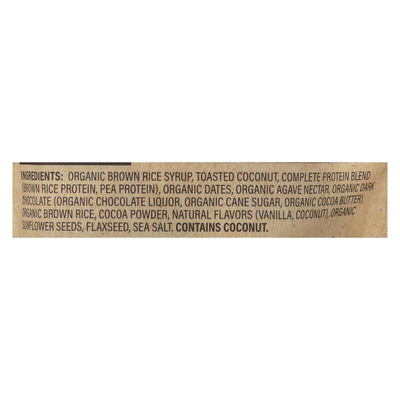 INGREDIENTS: ORGANIC BROWN RICE SYRUP, TOASTED COCONUT, COMPLETE PROTEIN BLEND
(BROWN RICE PROTEIN, PEA PROTEIN), ORGANIC DATES, ORGANIC AGAVE NECTAR, ORGANIC DARK
CHOCOLATE (ORGANIC CHOCOLATE LIQUOR, ORGANIC CANE SUGAR, ORGANIC COCOA BUTTER),
ORGANIC BROWN RICE, COCOA POWDER, NATURAL FLAVORS (VANILLA, COCONUT), ORGANIC
SUNFLOWER SEEDS, FLAXSEED, SEA SALT. CONTAINS COCONUT.